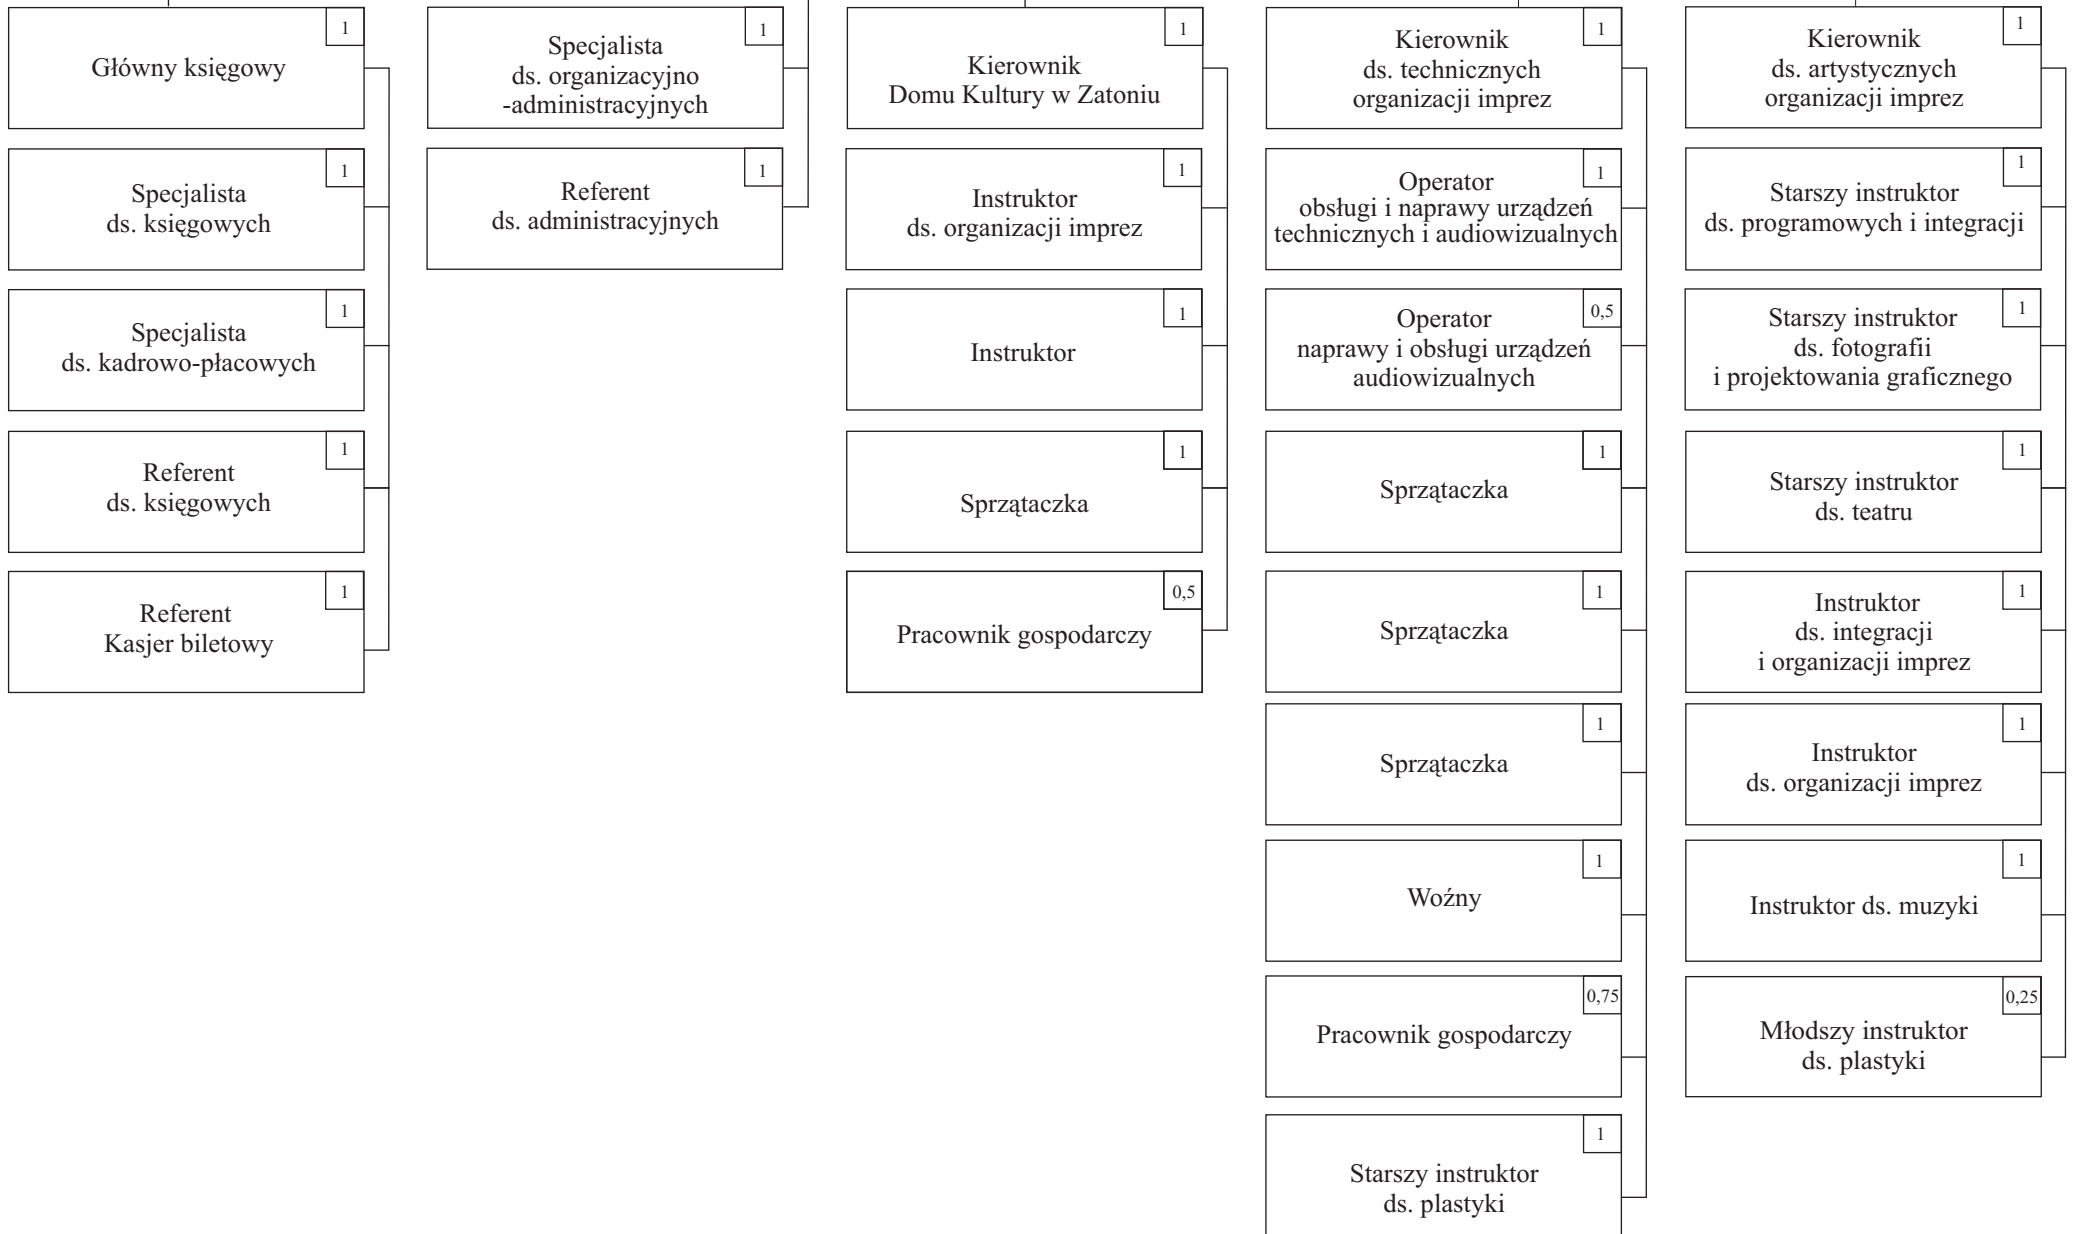 1
Główny księgowy
1
Specjalista
ds. księgowych
1
Specjalista
ds. kadrowo-płacowych
1
Referent
ds. księgowych
1
Referent
Kasjer biletowy
1
Specjalista
ds. organizacyjno
-administracyjnych
1
Referent
ds. administracyjnych
1
Kierownik
Domu Kultury w Zatoniu
1
Instruktor
ds. organizacji imprez
1
Instruktor
1
Sprzątaczka
0,5
Pracownik gospodarczy
1
Kierownik
ds. technicznych
organizacji imprez
1
Operator
obsługi i naprawy urządzeń
technicznych i audiowizualnych
0,5
Operator
naprawy i obsługi urządzeń
audiowizualnych
1
Sprzątaczka
1
Sprzątaczka
1
Sprzątaczka
1
Woźny
0,75
Pracownik gospodarczy
1
Starszy instruktor
ds. plastyki
1
Kierownik
ds. artystycznych
organizacji imprez
1
Starszy instruktor
ds. programowych i integracji
1
Starszy instruktor
ds. fotografii
i projektowania graficznego
1
Starszy instruktor
ds. teatru
1
Instruktor
ds. integracji
i organizacji imprez
1
Instruktor
ds. organizacji imprez
1
Instruktor ds. muzyki
0,25
Młodszy instruktor
ds. plastyki